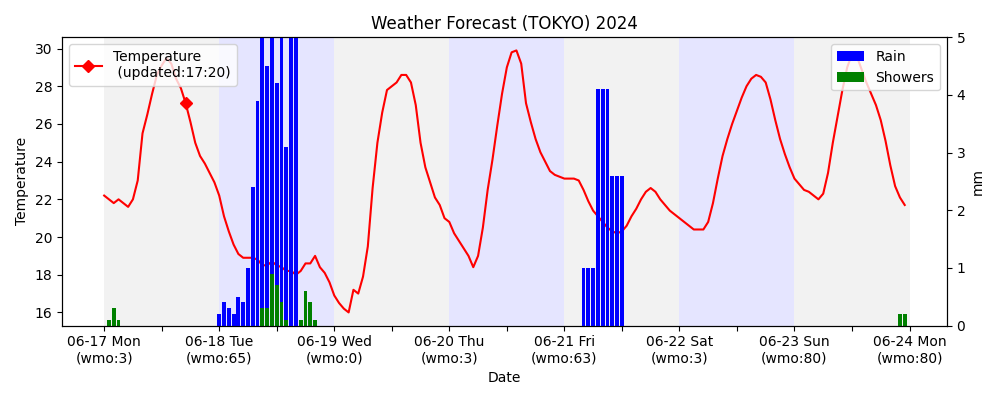 Weather Forecast (TOKYO) 2024
Temperature
(updated:17:20)
Rain
Showers
Temperature
30
28
26
24
22
20
18
16
5
4
3
2
1
0
mm
06-17 Mon
(wmo:3)
06-18 Tue
(wmo:65)
06-19 Wed
(wmo:0)
06-20 Thu
(wmo:3)
06-21 Fri
(wmo:63)
06-22 Sat
(wmo:3)
06-23 Sun
(wmo:80)
06-24 Mon
(wmo:80)
Date